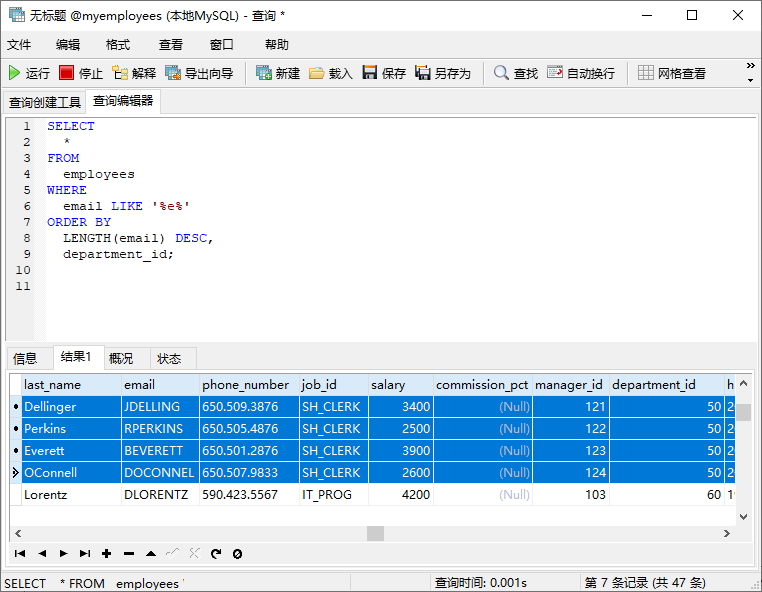 无标题 @myemployees (本地MySQL) - 查询 *
文件 编辑 格式 查看 窗口 帮助
运行 停止 解释 导出向导 新建 载入 保存 另存为 查找 自动换行 网格查看
查询创建工具 查询编辑器
1 SELECT
2 *
3 FROM
4 employees
5 WHERE
6 email LIKE '%e%'
7 ORDER BY
8 LENGTH(email) DESC,
9 department_id;
10
11
信息 结果1 概况 状态
last_name email phone_number job_id salary commission_pct manager_id department_id h
Dellinger JDELLING 650.509.3876 SH_CLERK 3400 (Null) 121 50 2
Perkins RPERKINS 650.505.4876 SH_CLERK 2500 (Null) 122 50 2
Everett BEVERETT 650.501.2876 SH_CLERK 3900 (Null) 123 50 2
OConnell DOCONNEL 650.507.9833 SH_CLERK 2600 (Null) 124 50 2
Lorentz DLORENTZ 590.423.5567 IT_PROG 4200 (Null) 103 60 1
SELECT * FROM employees 查询时间: 0.001s 第 7 条记录 (共 47 条)